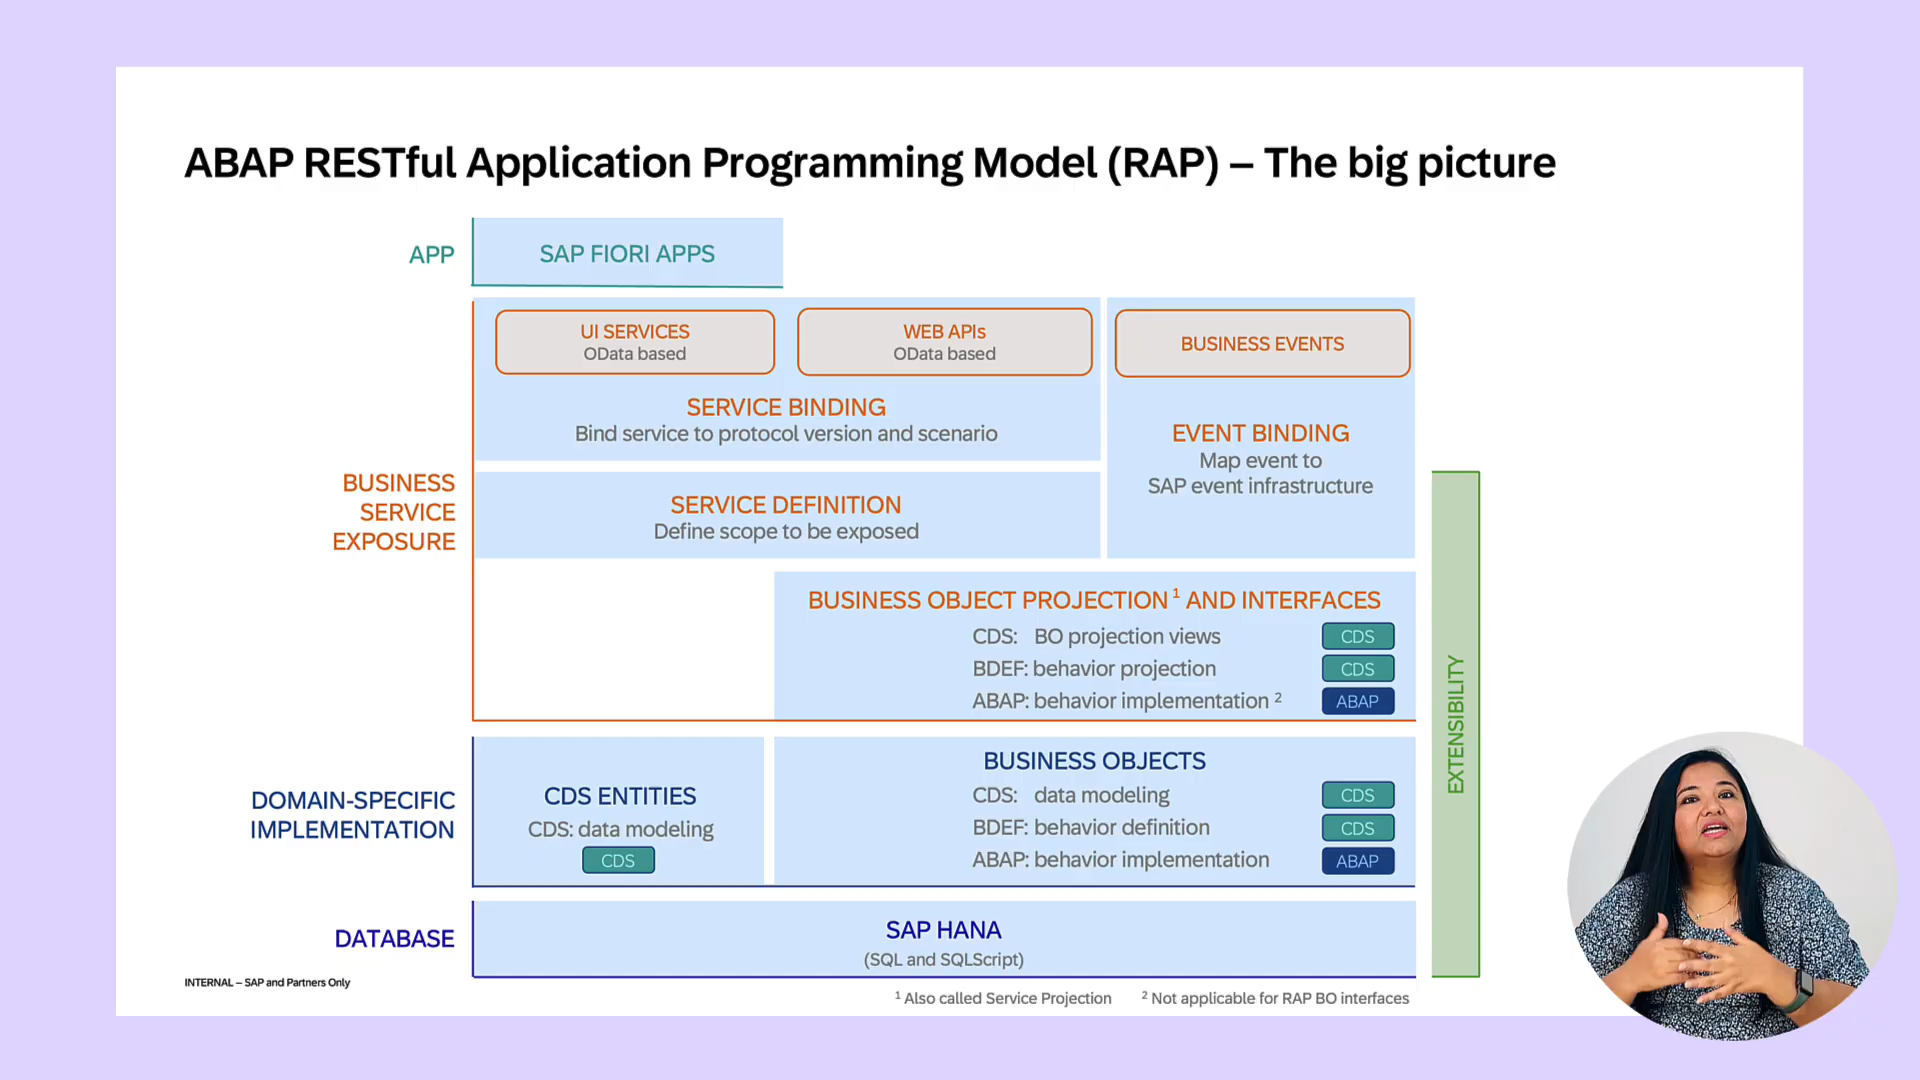 ABAP RESTful Application Programming Model (RAP) – The big picture
APP
SAP FIORI APPS
UI SERVICES
OData based
WEB APIs
OData based
BUSINESS EVENTS
SERVICE BINDING
Bind service to protocol version and scenario
EVENT BINDING
Map event to
SAP event infrastructure
BUSINESS
SERVICE
EXPOSURE
SERVICE DEFINITION
Define scope to be exposed
BUSINESS OBJECT PROJECTION ¹ AND INTERFACES
CDS: BO projection views CDS
BDEF: behavior projection CDS
ABAP: behavior implementation ² ABAP
EXTENSIBILITY
DOMAIN-SPECIFIC
IMPLEMENTATION
CDS ENTITIES
CDS: data modeling
CDS
BUSINESS OBJECTS
CDS: data modeling CDS
BDEF: behavior definition CDS
ABAP: behavior implementation ABAP
DATABASE
SAP HANA
(SQL and SQLScript)
INTERNAL – SAP and Partners Only
¹ Also called Service Projection ² Not applicable for RAP BO interfaces